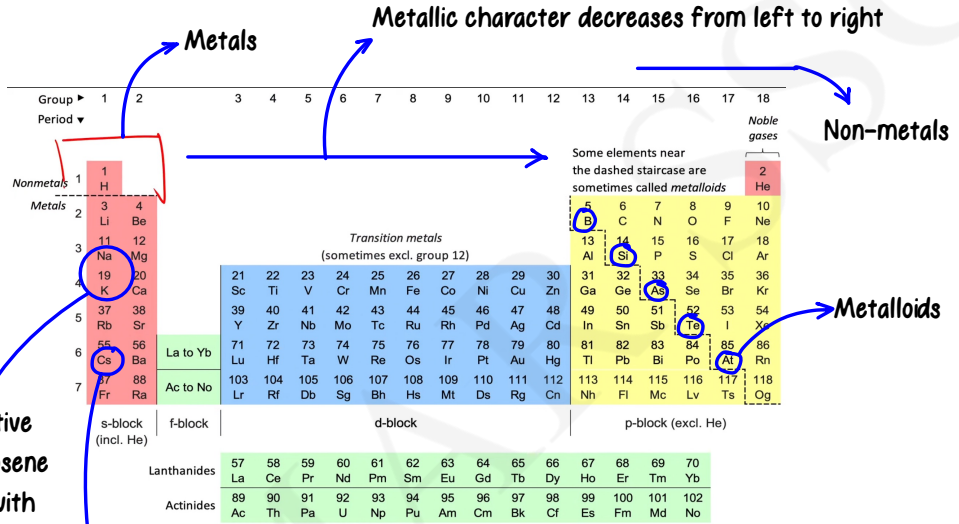 Metallic character decreases from left to right
Metals
Group ▸ 1 2 3 4 5 6 7 8 9 10 11 12 13 14 15 16 17 18
Period ▾
Noble
gases
Non-metals
Some elements near
the dashed staircase are
sometimes called metalloids
1 2
Nonmetals 1 H He
Metals
3 4 5 6 7 8 9 10
2 Li Be B C N O F Ne
Transition metals
(sometimes excl. group 12)
11 12 13 14 15 16 17 18
3 Na Mg Al Si P S Cl Ar
19 20 21 22 23 24 25 26 27 28 29 30 31 32 33 34 35 36
4 K Ca Sc Ti V Cr Mn Fe Co Ni Cu Zn Ga Ge As Se Br Kr
37 38 39 40 41 42 43 44 45 46 47 48 49 50 51 52 53 54
5 Rb Sr Y Zr Nb Mo Tc Ru Rh Pd Ag Cd In Sn Sb Te I Xe
Metalloids
55 56 71 72 73 74 75 76 77 78 79 80 81 82 83 84 85 86
6 Cs Ba La to Yb Lu Hf Ta W Re Os Ir Pt Au Hg Tl Pb Bi Po At Rn
87 88 103 104 105 106 107 108 109 110 111 112 113 114 115 116 117 118
7 Fr Ra Ac to No Lr Rf Db Sg Bh Hs Mt Ds Rg Cn Nh Fl Mc Lv Ts Og
s-block f-block d-block p-block (excl. He)
(incl. He)
tive
sene
with
57 58 59 60 61 62 63 64 65 66 67 68 69 70
Lanthanides La Ce Pr Nd Pm Sm Eu Gd Tb Dy Ho Er Tm Yb
89 90 91 92 93 94 95 96 97 98 99 100 101 102
Actinides Ac Th Pa U Np Pu Am Cm Bk Cf Es Fm Md No